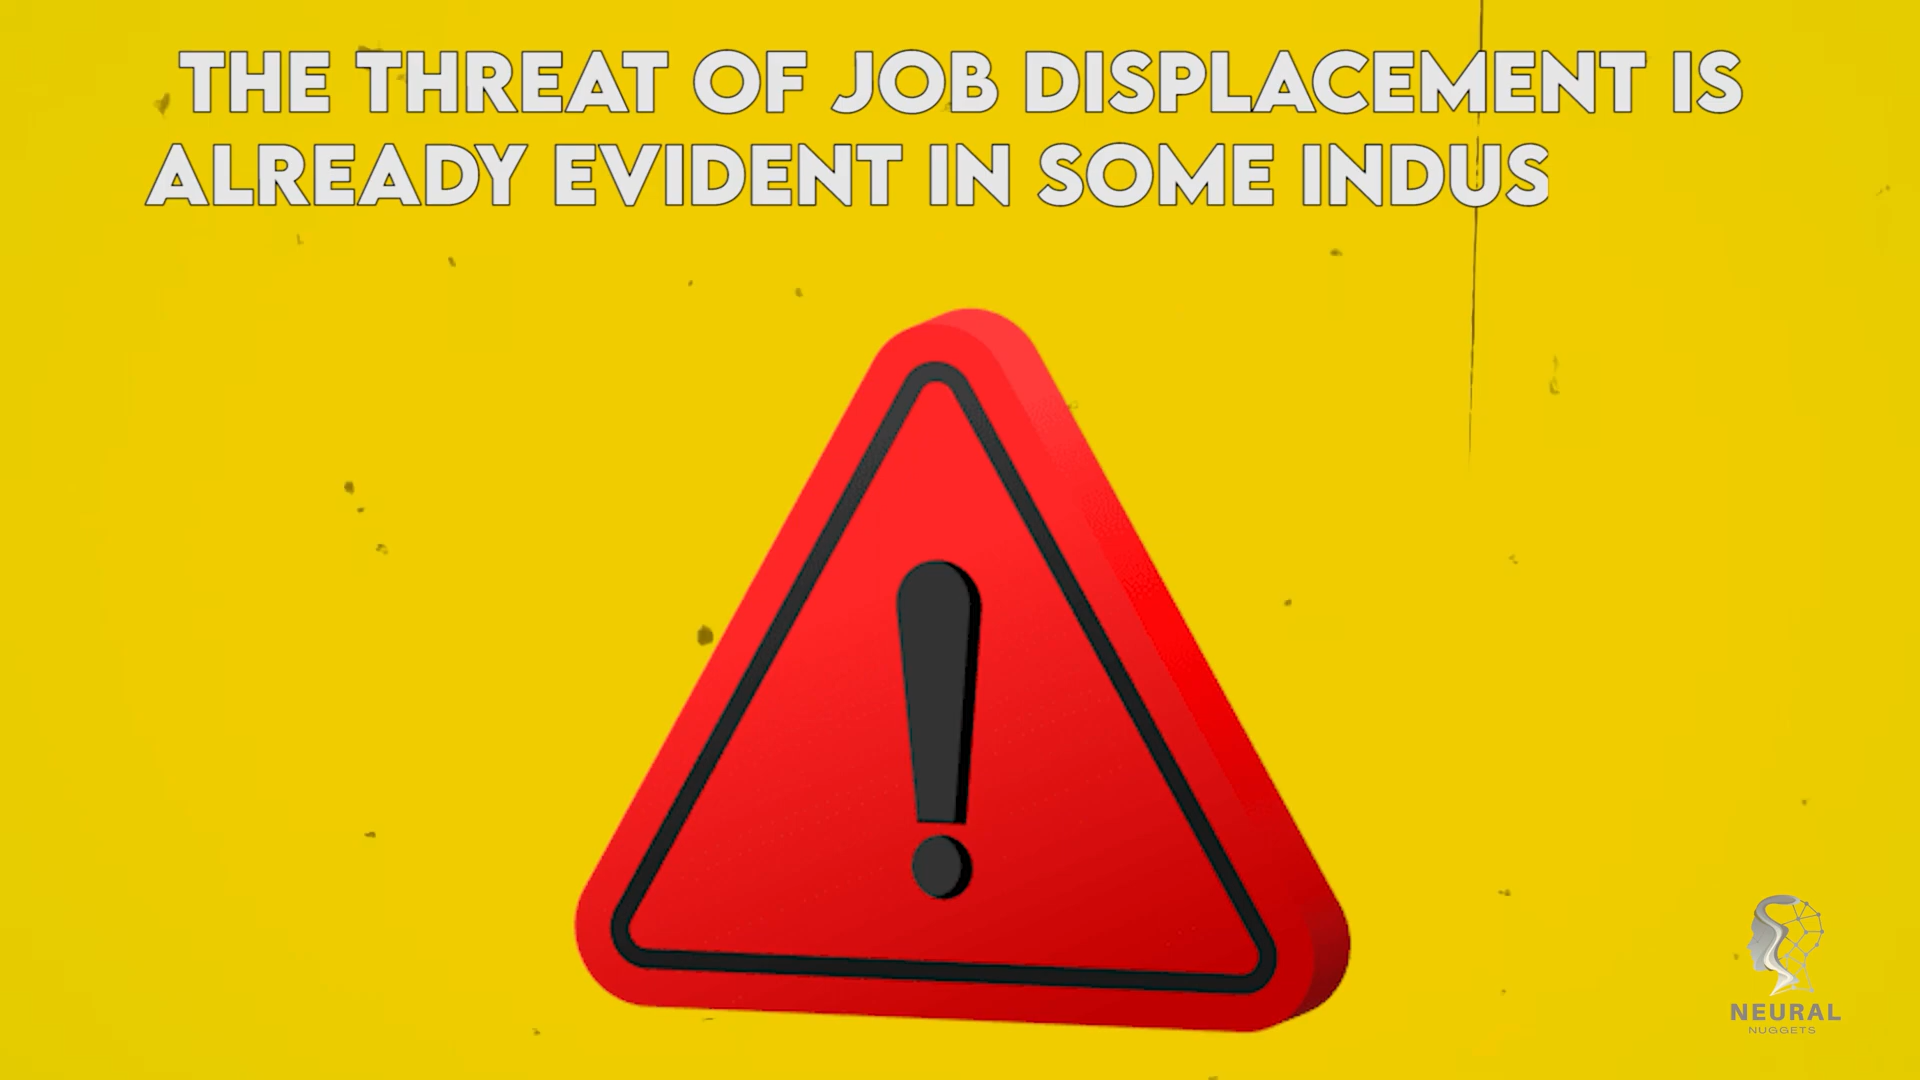 THE THREAT OF JOB DISPLACEMENT IS
ALREADY EVIDENT IN SOME INDUS
NEURAL
NUGGETS